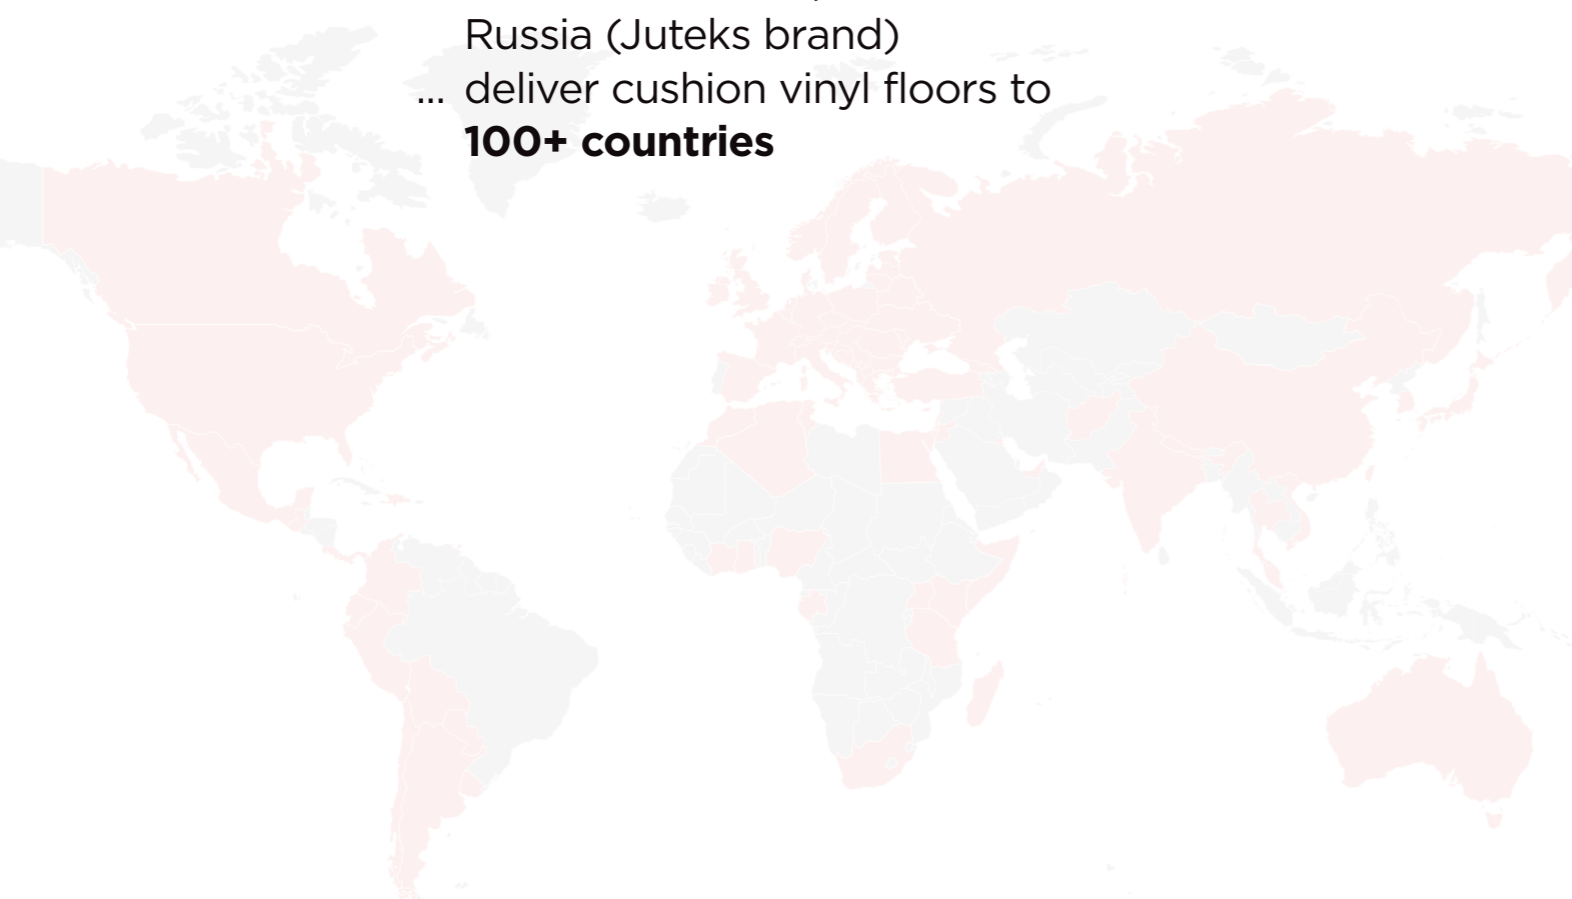 Russia (Juteks brand)
... deliver cushion vinyl floors to
100+ countries